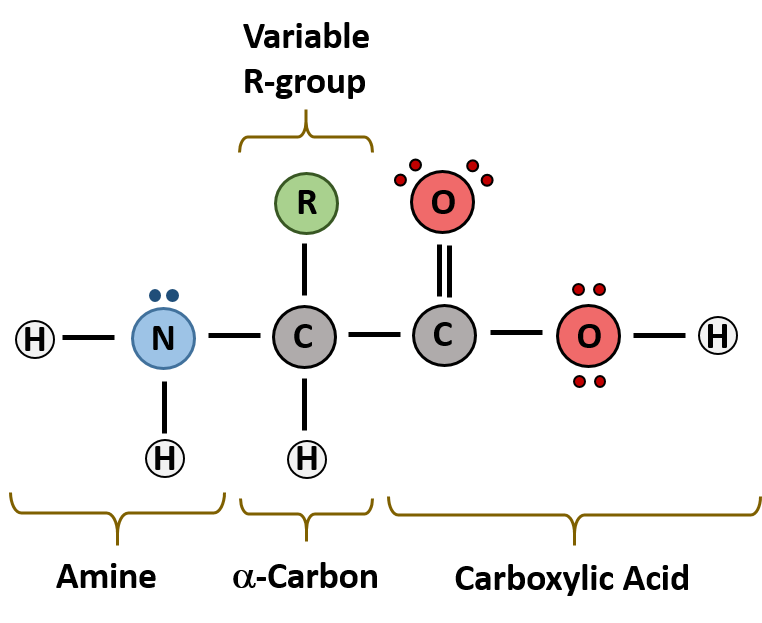 Variable
R-group
R
O
H
N
C
C
O
H
H
H
Amine
α-Carbon
Carboxylic Acid